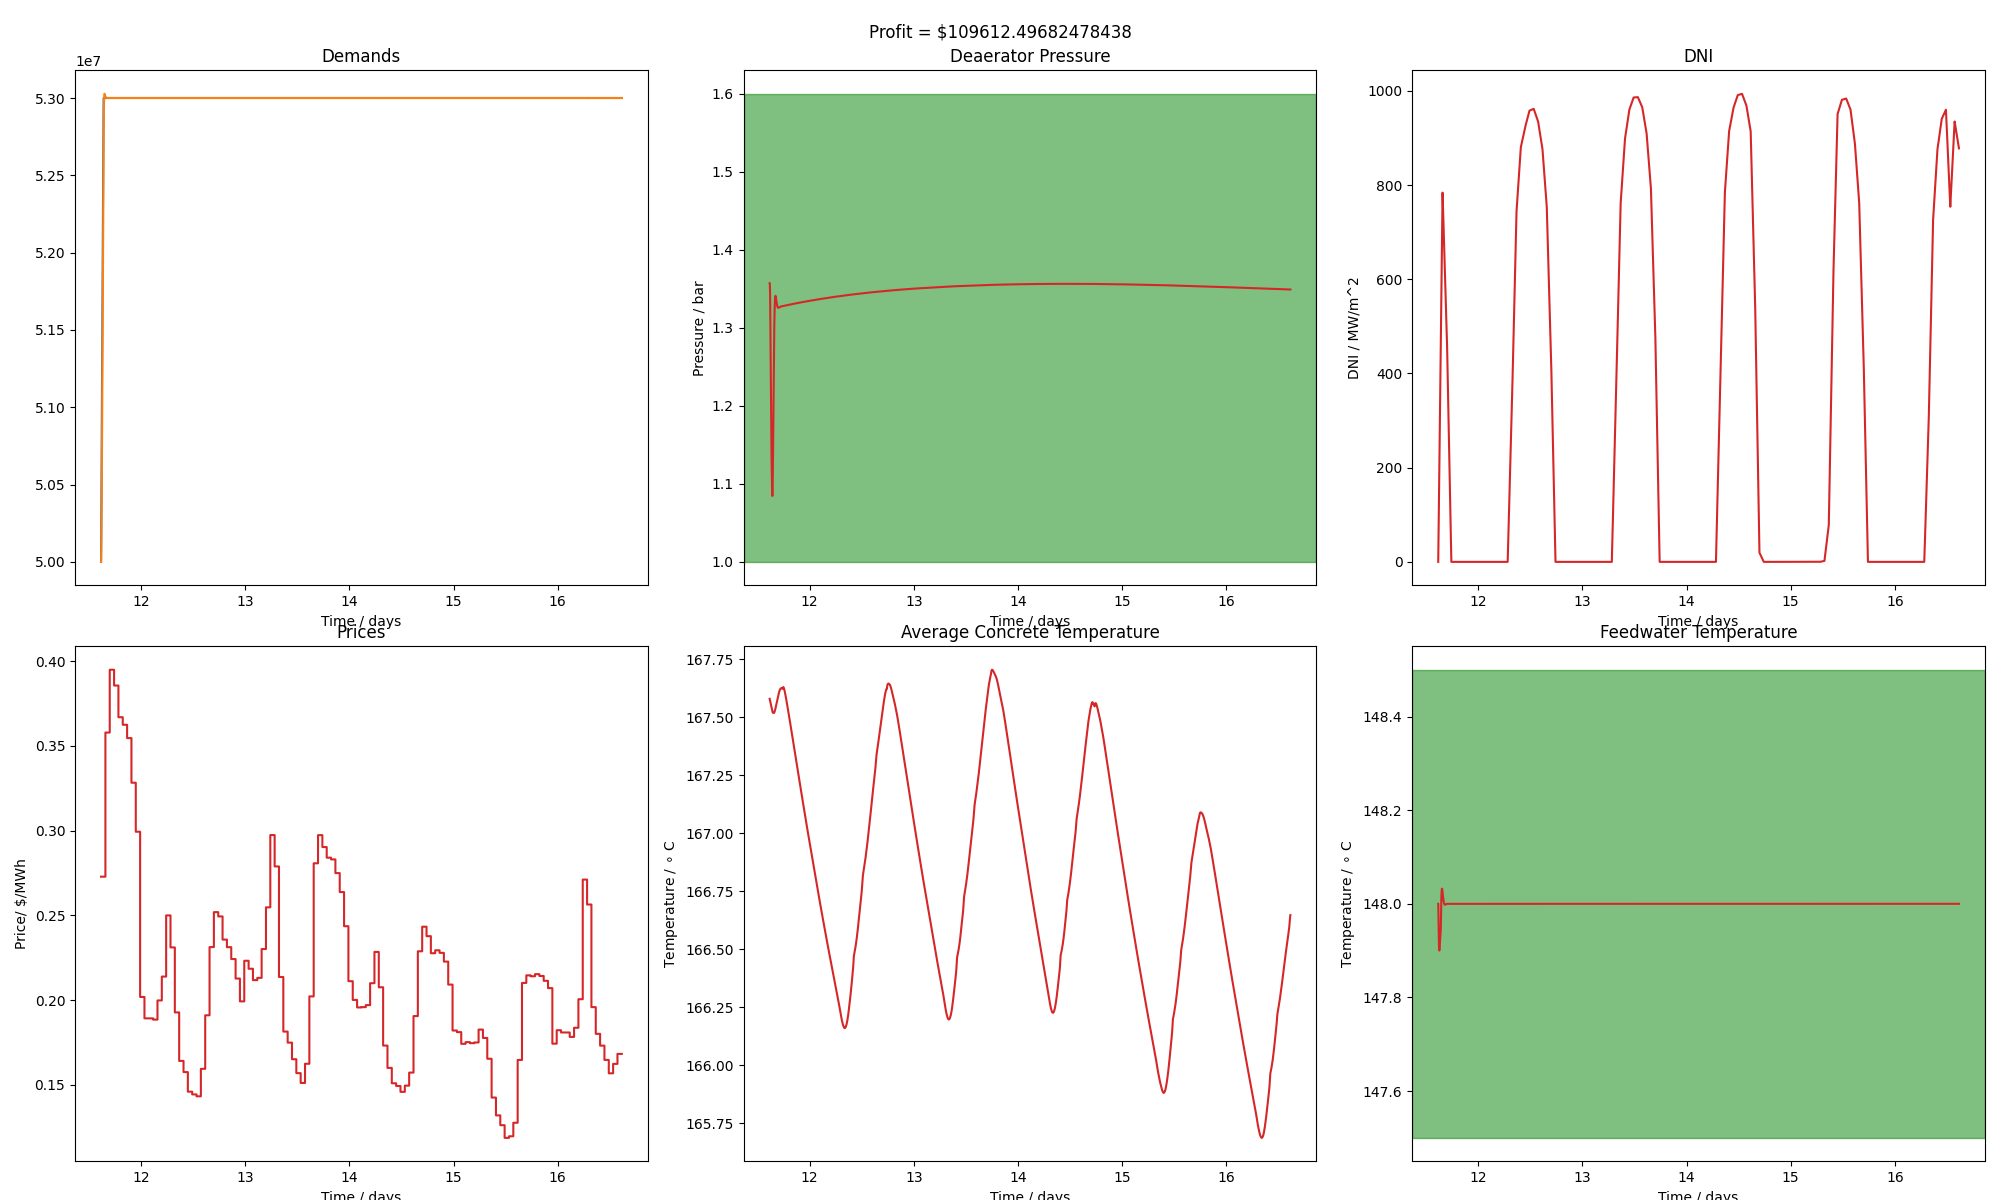 Profit = $109612.49682478438
Demands
1e7
5.30
5.25
5.20
5.15
5.10
5.05
5.00
12 13 14 15 16
Time / days
Deaerator Pressure
Pressure / bar
1.6
1.5
1.4
1.3
1.2
1.1
1.0
12 13 14 15 16
Time / days
DNI
DNI / MW/m^2
1000
800
600
400
200
0
12 13 14 15 16
Time / days
Prices
Price/ $/MWh
0.40
0.35
0.30
0.25
0.20
0.15
12 13 14 15 16
Time / days
Average Concrete Temperature
Temperature / ∘ C
167.75
167.50
167.25
167.00
166.75
166.50
166.25
166.00
165.75
12 13 14 15 16
Time / days
Feedwater Temperature
Temperature / ∘ C
148.4
148.2
148.0
147.8
147.6
12 13 14 15 16
Time / days